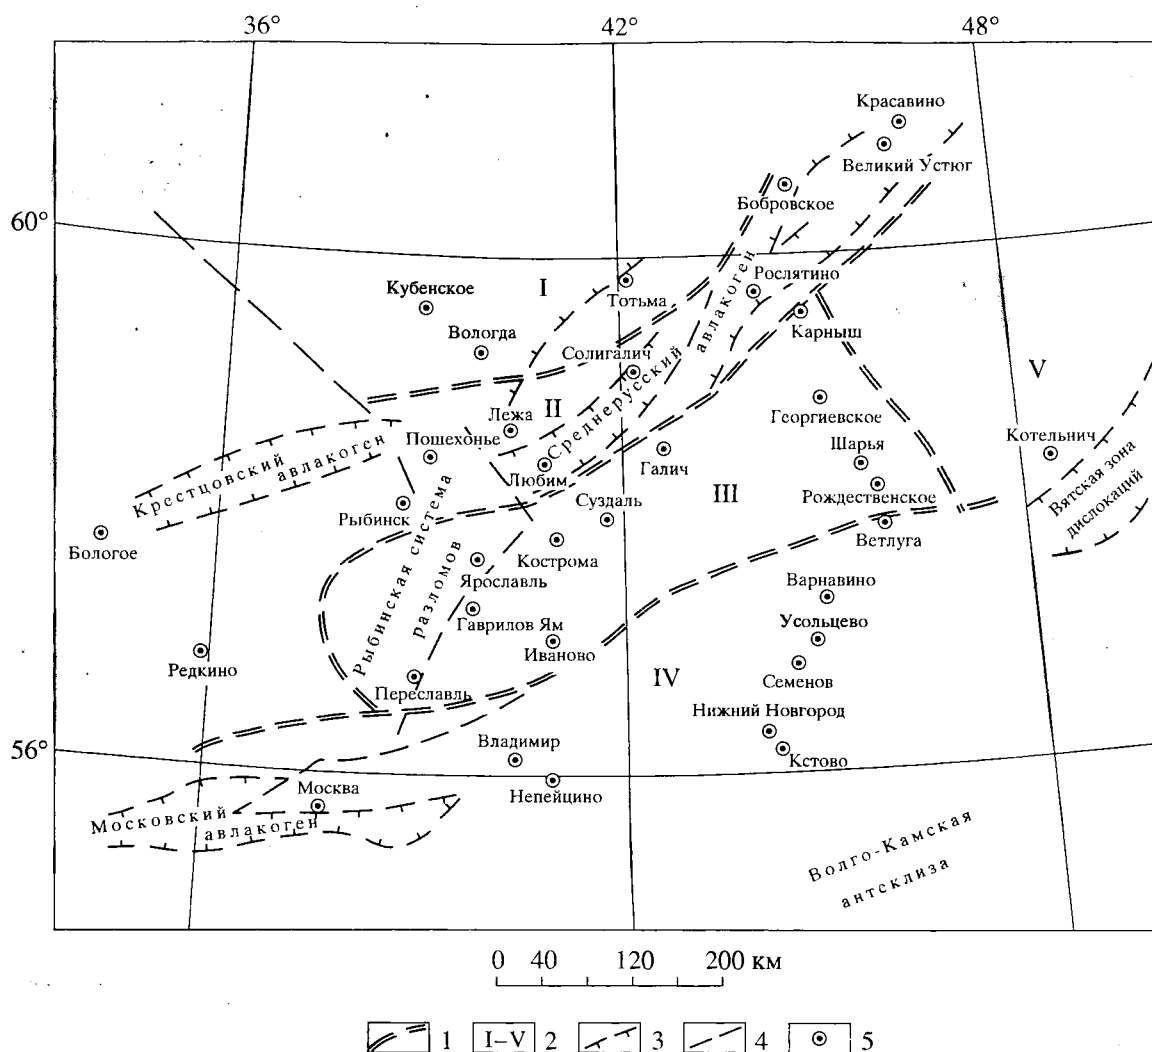 36° 42° 48°
Красавино
Великий Устюг
Бобровское
60°
Рослятино
Кубенское
I
Тотьма
Вологда
Карныш
Солигалич
V
Георгиевское
Лежа
II
Среднерусский авлакоген
Котельнич
Пошехонье
Шарья
Крестцовский авлакоген
Любим
Галич
III
Рождественское
Вятская зона
дислокаций
Рыбинск
Суздаль
Бологое
Ветлуга
Кострома
Рыбинская система
разломов
Ярославль
Варнавино
Гаврилов Ям
Усольцево
Иваново
Редкино
Переславль
IV
Семенов
Нижний Новгород
56°
Владимир
Кстово
Москва
Непейцино
Московский авлакоген
Волго-Камская
антеклиза
0 40 120 200 км
1 I–V 2 3 4 5